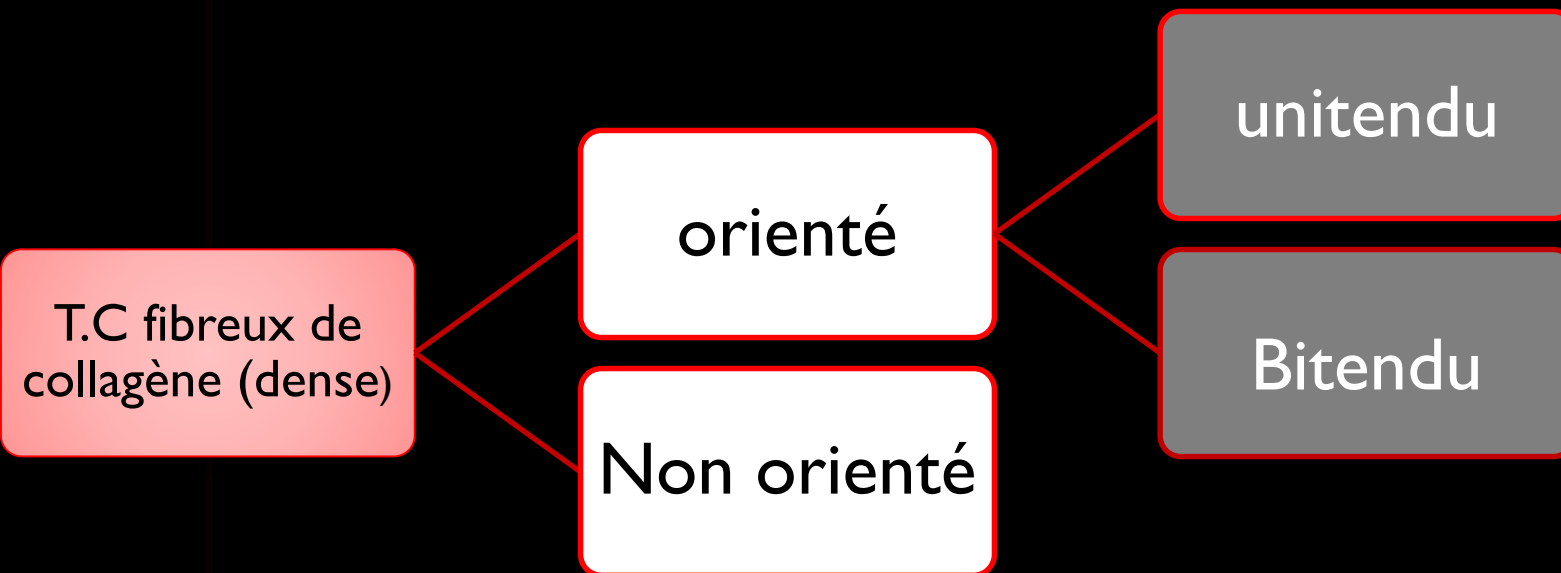 T.C fibreux de
collagène (dense)
orienté
Non orienté
unitendu
Bitendu